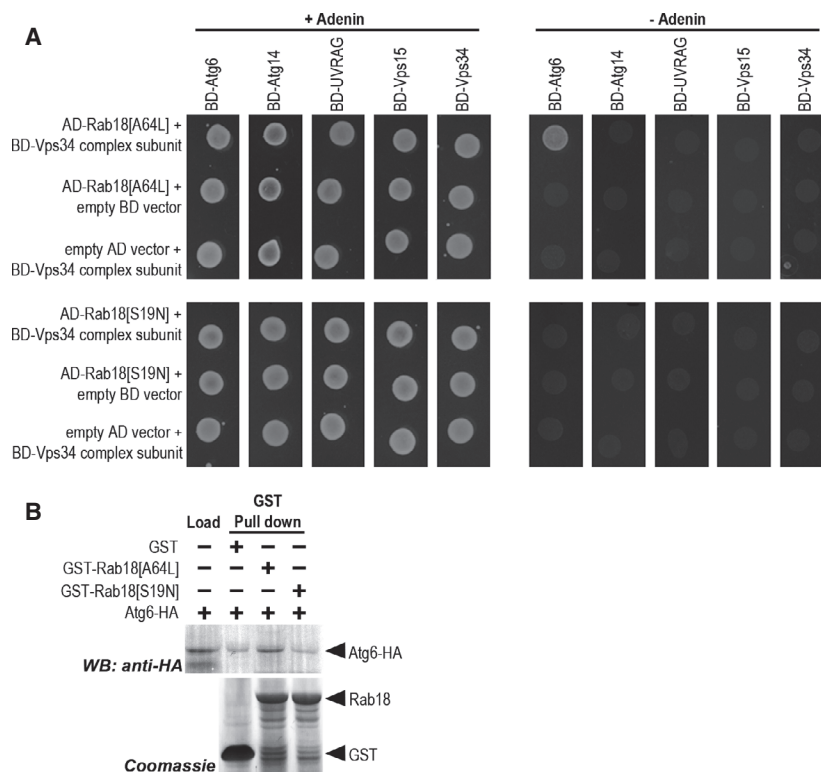 A
+ Adenin
- Adenin
BD-Atg6
BD-Atg14
BD-UVRAG
BD-Vps15
BD-Vps34
BD-Atg6
BD-Atg14
BD-UVRAG
BD-Vps15
BD-Vps34
AD-Rab18[A64L] +
BD-Vps34 complex subunit
AD-Rab18[A64L] +
empty BD vector
empty AD vector +
BD-Vps34 complex subunit
AD-Rab18[S19N] +
BD-Vps34 complex subunit
AD-Rab18[S19N] +
empty BD vector
empty AD vector +
BD-Vps34 complex subunit
B
GST
Load Pull down
GST − + − −
GST-Rab18[A64L] − − + −
GST-Rab18[S19N] − − − +
Atg6-HA + + + +
WB: anti-HA
Atg6-HA
Rab18
Coomassie
GST